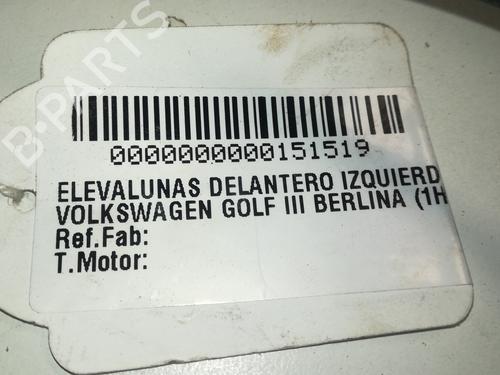 B-PARTS
0000000000151519
ELEVALUNAS DELANTERO IZQUIERD
VOLKSWAGEN GOLF III BERLINA (1H
Ref.Fab:
T.Motor: